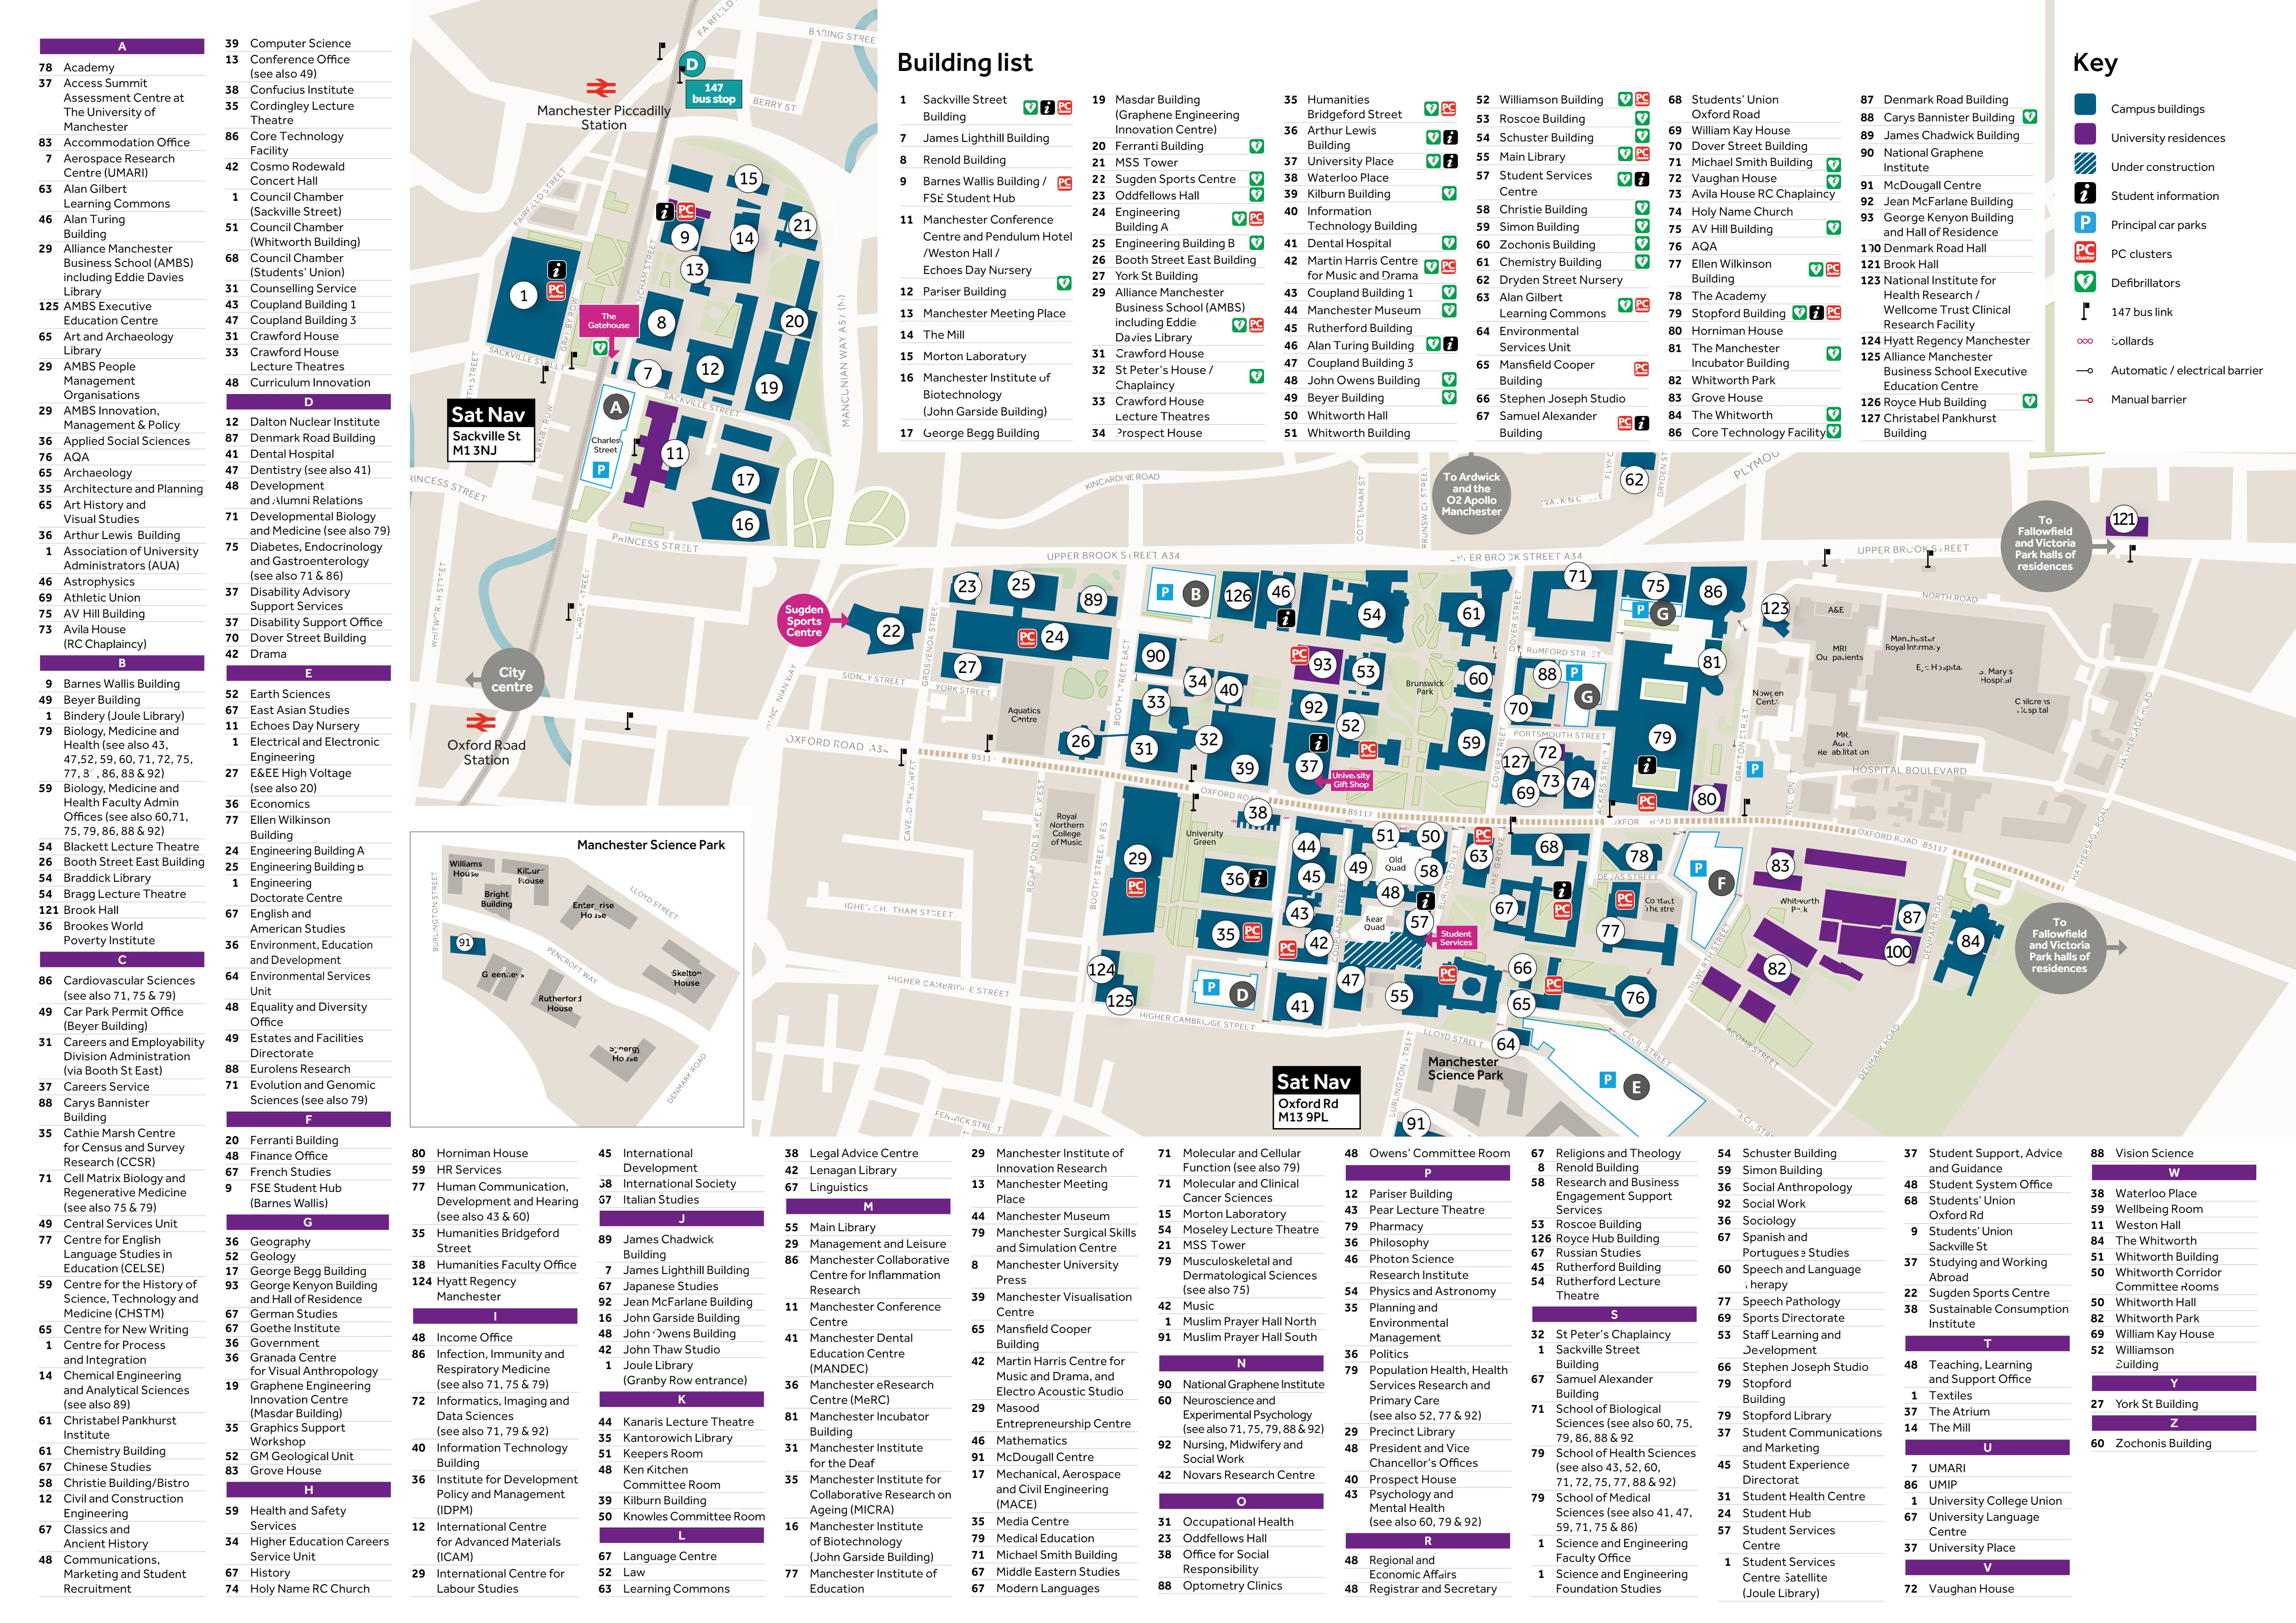 A
78 Academy
37 Access Summit
Assessment Centre at
The University of
Manchester
83 Accommodation Office
7 Aerospace Research
Centre (UMARI)
63 Alan Gilbert
Learning Commons
46 Alan Turing
Building
29 Alliance Manchester
Business School (AMBS)
including Eddie Davies
Library
125 AMBS Executive
Education Centre
65 Art and Archaeology
Library
29 AMBS People
Management
Organisations
29 AMBS Innovation,
Management & Policy
36 Applied Social Sciences
76 AQA
65 Archaeology
35 Architecture and Planning
65 Art History and
Visual Studies
36 Arthur Lewis Building
1 Association of University
Administrators (AUA)
46 Astrophysics
69 Athletic Union
75 AV Hill Building
73 Avila House
(RC Chaplaincy)
B
9 Barnes Wallis Building
49 Beyer Building
1 Bindery (Joule Library)
79 Biology, Medicine and
Health (see also 43,
47,52, 59, 60, 71, 72, 75,
77, 86, 88 & 92)
59 Biology, Medicine and
Health Faculty Admin
Offices (see also 60,71,
75, 79, 86, 88 & 92)
54 Blackett Lecture Theatre
26 Booth Street East Building
54 Braddick Library
54 Bragg Lecture Theatre
121 Brook Hall
36 Brookes World
Poverty Institute
C
86 Cardiovascular Sciences
(see also 71, 75 & 79)
49 Car Park Permit Office
(Beyer Building)
31 Careers and Employability
Division Administration
(via Booth St East)
37 Careers Service
88 Carys Bannister
Building
35 Cathie Marsh Centre
for Census and Survey
Research (CCSR)
71 Cell Matrix Biology and
Regenerative Medicine
(see also 75 & 79)
49 Central Services Unit
77 Centre for English
Language Studies in
Education (CELSE)
59 Centre for the History of
Science, Technology and
Medicine (CHSTM)
65 Centre for New Writing
1 Centre for Process
and Integration
14 Chemical Engineering
and Analytical Sciences
(see also 89)
61 Christabel Pankhurst
Institute
61 Chemistry Building
67 Chinese Studies
58 Christie Building/Bistro
12 Civil and Construction
Engineering
67 Classics and
Ancient History
48 Communications,
Marketing and Student
Recruitment
39 Computer Science
13 Conference Office
(see also 49)
38 Confucius Institute
35 Cordingley Lecture
Theatre
86 Core Technology
Facility
42 Cosmo Rodewald
Concert Hall
1 Council Chamber
(Sackville Street)
51 Council Chamber
(Whitworth Building)
68 Council Chamber
(Students' Union)
31 Counselling Service
43 Coupland Building 1
47 Coupland Building 3
31 Crawford House
33 Crawford House
Lecture Theatres
48 Curriculum Innovation
D
12 Dalton Nuclear Institute
87 Denmark Road Building
41 Dental Hospital
47 Dentistry (see also 41)
48 Development
and Alumni Relations
71 Developmental Biology
and Medicine (see also 79)
75 Diabetes, Endocrinology
and Gastroenterology
(see also 71 & 86)
37 Disability Advisory
Support Services
37 Disability Support Office
70 Dover Street Building
42 Drama
E
52 Earth Sciences
67 East Asian Studies
11 Echoes Day Nursery
1 Electrical and Electronic
Engineering
27 E&EE High Voltage
(see also 20)
36 Economics
77 Ellen Wilkinson
Building
24 Engineering Building A
25 Engineering Building B
1 Engineering
Doctorate Centre
67 English and
American Studies
36 Environment, Education
and Development
64 Environmental Services
Unit
48 Equality and Diversity
Office
49 Estates and Facilities
Directorate
88 Eurolens Research
71 Evolution and Genomic
Sciences (see also 79)
F
20 Ferranti Building
48 Finance Office
67 French Studies
9 FSE Student Hub
(Barnes Wallis)
G
36 Geography
52 Geology
17 George Begg Building
93 George Kenyon Building
and Hall of Residence
67 German Studies
67 Goethe Institute
36 Government
36 Granada Centre
for Visual Anthropology
19 Graphene Engineering
Innovation Centre
(Masdar Building)
35 Graphics Support
Workshop
52 GM Geological Unit
83 Grove House
H
59 Health and Safety
Services
34 Higher Education Careers
Service Unit
67 History
74 Holy Name RC Church
Building list
1 Sackville Street
Building
7 James Lighthill Building
8 Renold Building
9 Barnes Wallis Building /
FSE Student Hub
11 Manchester Conference
Centre and Pendulum Hotel
/Weston Hall /
Echoes Day Nursery
12 Pariser Building
13 Manchester Meeting Place
14 The Mill
15 Morton Laboratory
16 Manchester Institute of
Biotechnology
(John Garside Building)
17 George Begg Building
19 Masdar Building
(Graphene Engineering
Innovation Centre)
20 Ferranti Building
21 MSS Tower
22 Sugden Sports Centre
23 Oddfellows Hall
24 Engineering
Building A
25 Engineering Building B
26 Booth Street East Building
27 York St Building
29 Alliance Manchester
Business School (AMBS)
including Eddie
Davies Library
31 Crawford House
32 St Peter's House /
Chaplaincy
33 Crawford House
Lecture Theatres
34 Prospect House
35 Humanities
Bridgeford Street
36 Arthur Lewis
Building
37 University Place
38 Waterloo Place
39 Kilburn Building
40 Information
Technology Building
41 Dental Hospital
42 Martin Harris Centre
for Music and Drama
43 Coupland Building 1
44 Manchester Museum
45 Rutherford Building
46 Alan Turing Building
47 Coupland Building 3
48 John Owens Building
49 Beyer Building
50 Whitworth Hall
51 Whitworth Building
52 Williamson Building
53 Roscoe Building
54 Schuster Building
55 Main Library
57 Student Services
Centre
58 Christie Building
59 Simon Building
60 Zochonis Building
61 Chemistry Building
62 Dryden Street Nursery
63 Alan Gilbert
Learning Commons
64 Environmental
Services Unit
65 Mansfield Cooper
Building
66 Stephen Joseph Studio
67 Samuel Alexander
Building
68 Students' Union
Oxford Road
69 William Kay House
70 Dover Street Building
71 Michael Smith Building
72 Vaughan House
73 Avila House RC Chaplaincy
74 Holy Name Church
75 AV Hill Building
76 AQA
77 Ellen Wilkinson
Building
78 The Academy
79 Stopford Building
80 Horniman House
81 The Manchester
Incubator Building
82 Whitworth Park
83 Grove House
84 The Whitworth
86 Core Technology Facility
87 Denmark Road Building
88 Carys Bannister Building
89 James Chadwick Building
90 National Graphene
Institute
91 McDougall Centre
92 Jean McFarlane Building
93 George Kenyon Building
and Hall of Residence
100 Denmark Road Hall
121 Brook Hall
123 National Institute for
Health Research /
Wellcome Trust Clinical
Research Facility
124 Hyatt Regency Manchester
125 Alliance Manchester
Business School Executive
Education Centre
126 Royce Hub Building
127 Christabel Pankhurst
Building
Key
Campus buildings
University residences
Under construction
Student information
Principal car parks
PC clusters
Defibrillators
147 bus link
Bollards
Automatic / electrical barrier
Manual barrier
Manchester Piccadilly
Station
D
147
bus stop
FAIRFIELD STREET
BARING STREET
BERRY ST
The
Gatehouse
SACKVILLE STREET
MANCUNIAN WAY A57 (M)
Sat Nav
Sackville St
M1 3NJ
A
Charles
Street
P
PRINCESS STREET
KINCARDINE ROAD
UPPER BROOK STREET A34
To Ardwick
and the
O2 Apollo
Manchester
To
Fallowfield
and Victoria
Park halls of
residences
Sugden
Sports
Centre
City
centre
Oxford Road
Station
SIDNEY STREET
YORK STREET
GROSVENOR STREET
OXFORD ROAD A34
Aquatics
Centre
Brunswick
Park
University
Gift Shop
NORTH ROAD
A&E
MRI
Manchester
Royal Infirmary
HOSPITAL BOULEVARD
GRAFTON STREET
DOVER STREET
RUMFORD STREET
PORTSMOUTH STREET
HATHERSAGE ROAD
OXFORD ROAD B5117
Royal
Northern
College
of Music
University
Green
Old
Quad
Rear
Quad
Student
Services
Contact
Theatre
Whitworth
Park
DENMARK ROAD
HIGHER CAMBRIDGE STREET
LLOYD STREET
CECIL STREET
ACOMB STREET
Manchester
Science Park
Sat Nav
Oxford Rd
M13 9PL
To
Fallowfield
and Victoria
Park halls of
residences
Manchester Science Park
Williams
House
Kilburn
House
Bright
Building
Enterprise
House
LLOYD STREET
BURLINGTON STREET
91
PENCROFT WAY
Skelton
House
Rutherford
House
Synergy
House
DENMARK ROAD
80 Horniman House
59 HR Services
77 Human Communication,
Development and Hearing
(see also 43 & 60)
35 Humanities Bridgeford
Street
38 Humanities Faculty Office
124 Hyatt Regency
Manchester
I
48 Income Office
86 Infection, Immunity and
Respiratory Medicine
(see also 71, 75 & 79)
72 Informatics, Imaging and
Data Sciences
(see also 71, 79 & 92)
40 Information Technology
Building
36 Institute for Development
Policy and Management
(IDPM)
12 International Centre
for Advanced Materials
(ICAM)
29 International Centre for
Labour Studies
45 International
Development
68 International Society
67 Italian Studies
J
89 James Chadwick
Building
7 James Lighthill Building
67 Japanese Studies
92 Jean McFarlane Building
16 John Garside Building
48 John Owens Building
42 John Thaw Studio
1 Joule Library
(Granby Row entrance)
K
44 Kanaris Lecture Theatre
35 Kantorowich Library
51 Keepers Room
48 Ken Kitchen
Committee Room
39 Kilburn Building
50 Knowles Committee Room
L
67 Language Centre
52 Law
63 Learning Commons
38 Legal Advice Centre
42 Lenagan Library
67 Linguistics
M
55 Main Library
29 Management and Leisure
86 Manchester Collaborative
Centre for Inflammation
Research
11 Manchester Conference
Centre
41 Manchester Dental
Education Centre
(MANDEC)
36 Manchester eResearch
Centre (MeRC)
81 Manchester Incubator
Building
31 Manchester Institute
for the Deaf
35 Manchester Institute for
Collaborative Research on
Ageing (MICRA)
16 Manchester Institute
of Biotechnology
(John Garside Building)
77 Manchester Institute of
Education
29 Manchester Institute of
Innovation Research
13 Manchester Meeting
Place
44 Manchester Museum
79 Manchester Surgical Skills
and Simulation Centre
8 Manchester University
Press
39 Manchester Visualisation
Centre
65 Mansfield Cooper
Building
42 Martin Harris Centre for
Music and Drama, and
Electro Acoustic Studio
29 Masood
Entrepreneurship Centre
46 Mathematics
91 McDougall Centre
17 Mechanical, Aerospace
and Civil Engineering
(MACE)
35 Media Centre
79 Medical Education
71 Michael Smith Building
67 Middle Eastern Studies
67 Modern Languages
71 Molecular and Cellular
Function (see also 79)
71 Molecular and Clinical
Cancer Sciences
15 Morton Laboratory
54 Moseley Lecture Theatre
21 MSS Tower
79 Musculoskeletal and
Dermatological Sciences
(see also 75)
42 Music
1 Muslim Prayer Hall North
91 Muslim Prayer Hall South
N
90 National Graphene Institute
60 Neuroscience and
Experimental Psychology
(see also 71, 75, 79, 88 & 92)
92 Nursing, Midwifery and
Social Work
42 Novars Research Centre
O
31 Occupational Health
23 Oddfellows Hall
38 Office for Social
Responsibility
88 Optometry Clinics
48 Owens' Committee Room
P
12 Pariser Building
43 Pear Lecture Theatre
79 Pharmacy
36 Philosophy
46 Photon Science
Research Institute
54 Physics and Astronomy
35 Planning and
Environmental
Management
36 Politics
79 Population Health, Health
Services Research and
Primary Care
(see also 52, 77 & 92)
29 Precinct Library
48 President and Vice
Chancellor's Offices
40 Prospect House
43 Psychology and
Mental Health
(see also 60, 79 & 92)
R
48 Regional and
Economic Affairs
48 Registrar and Secretary
67 Religions and Theology
8 Renold Building
58 Research and Business
Engagement Support
Services
53 Roscoe Building
126 Royce Hub Building
67 Russian Studies
45 Rutherford Building
54 Rutherford Lecture
Theatre
S
32 St Peter's Chaplaincy
1 Sackville Street
Building
67 Samuel Alexander
Building
71 School of Biological
Sciences (see also 60, 75,
79, 86, 88 & 92
79 School of Health Sciences
(see also 43, 52, 60,
71, 72, 75, 77, 88 & 92)
79 School of Medical
Sciences (see also 41, 47,
59, 71, 75 & 86)
1 Science and Engineering
Faculty Office
1 Science and Engineering
Foundation Studies
54 Schuster Building
59 Simon Building
36 Social Anthropology
92 Social Work
36 Sociology
67 Spanish and
Portuguese Studies
60 Speech and Language
Therapy
77 Speech Pathology
69 Sports Directorate
53 Staff Learning and
Development
66 Stephen Joseph Studio
79 Stopford
Building
79 Stopford Library
37 Student Communications
and Marketing
45 Student Experience
Directorat
31 Student Health Centre
24 Student Hub
57 Student Services
Centre
1 Student Services
Centre Satellite
(Joule Library)
37 Student Support, Advice
and Guidance
48 Student System Office
68 Students' Union
Oxford Rd
9 Students' Union
Sackville St
37 Studying and Working
Abroad
22 Sugden Sports Centre
38 Sustainable Consumption
Institute
T
48 Teaching, Learning
and Support Office
1 Textiles
37 The Atrium
14 The Mill
U
7 UMARI
86 UMIP
1 University College Union
67 University Language
Centre
37 University Place
V
72 Vaughan House
88 Vision Science
W
38 Waterloo Place
59 Wellbeing Room
11 Weston Hall
84 The Whitworth
51 Whitworth Building
50 Whitworth Corridor
Committee Rooms
50 Whitworth Hall
82 Whitworth Park
69 William Kay House
52 Williamson
Building
Y
27 York St Building
Z
60 Zochonis Building